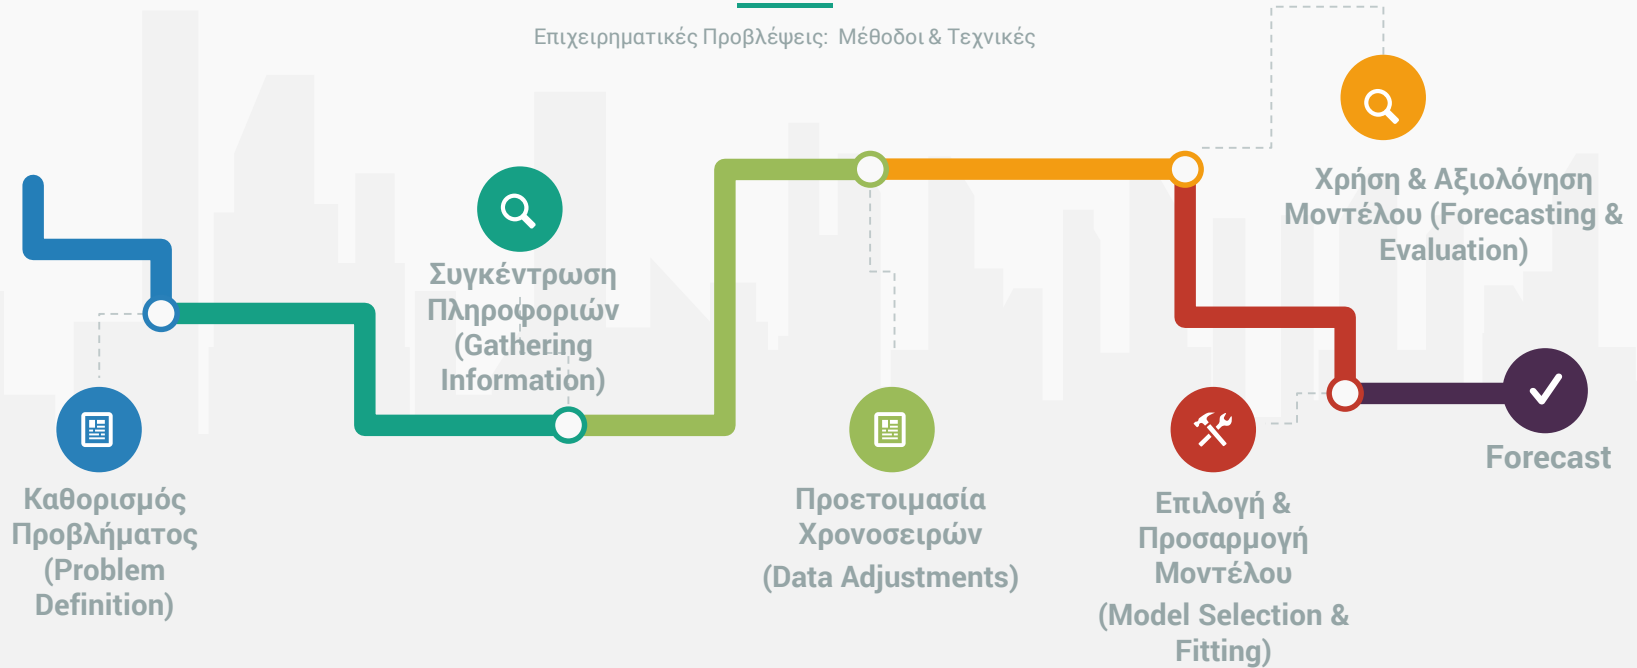 Επιχειρηματικές Προβλέψεις: Μέθοδοι & Τεχνικές
Καθορισμός
Προβλήματος
(Problem
Definition)
Συγκέντρωση
Πληροφοριών
(Gathering
Information)
Προετοιμασία
Χρονοσειρών
(Data Adjustments)
Επιλογή &
Προσαρμογή
Μοντέλου
(Model Selection &
Fitting)
Χρήση & Αξιολόγηση
Μοντέλου (Forecasting &
Evaluation)
Forecast